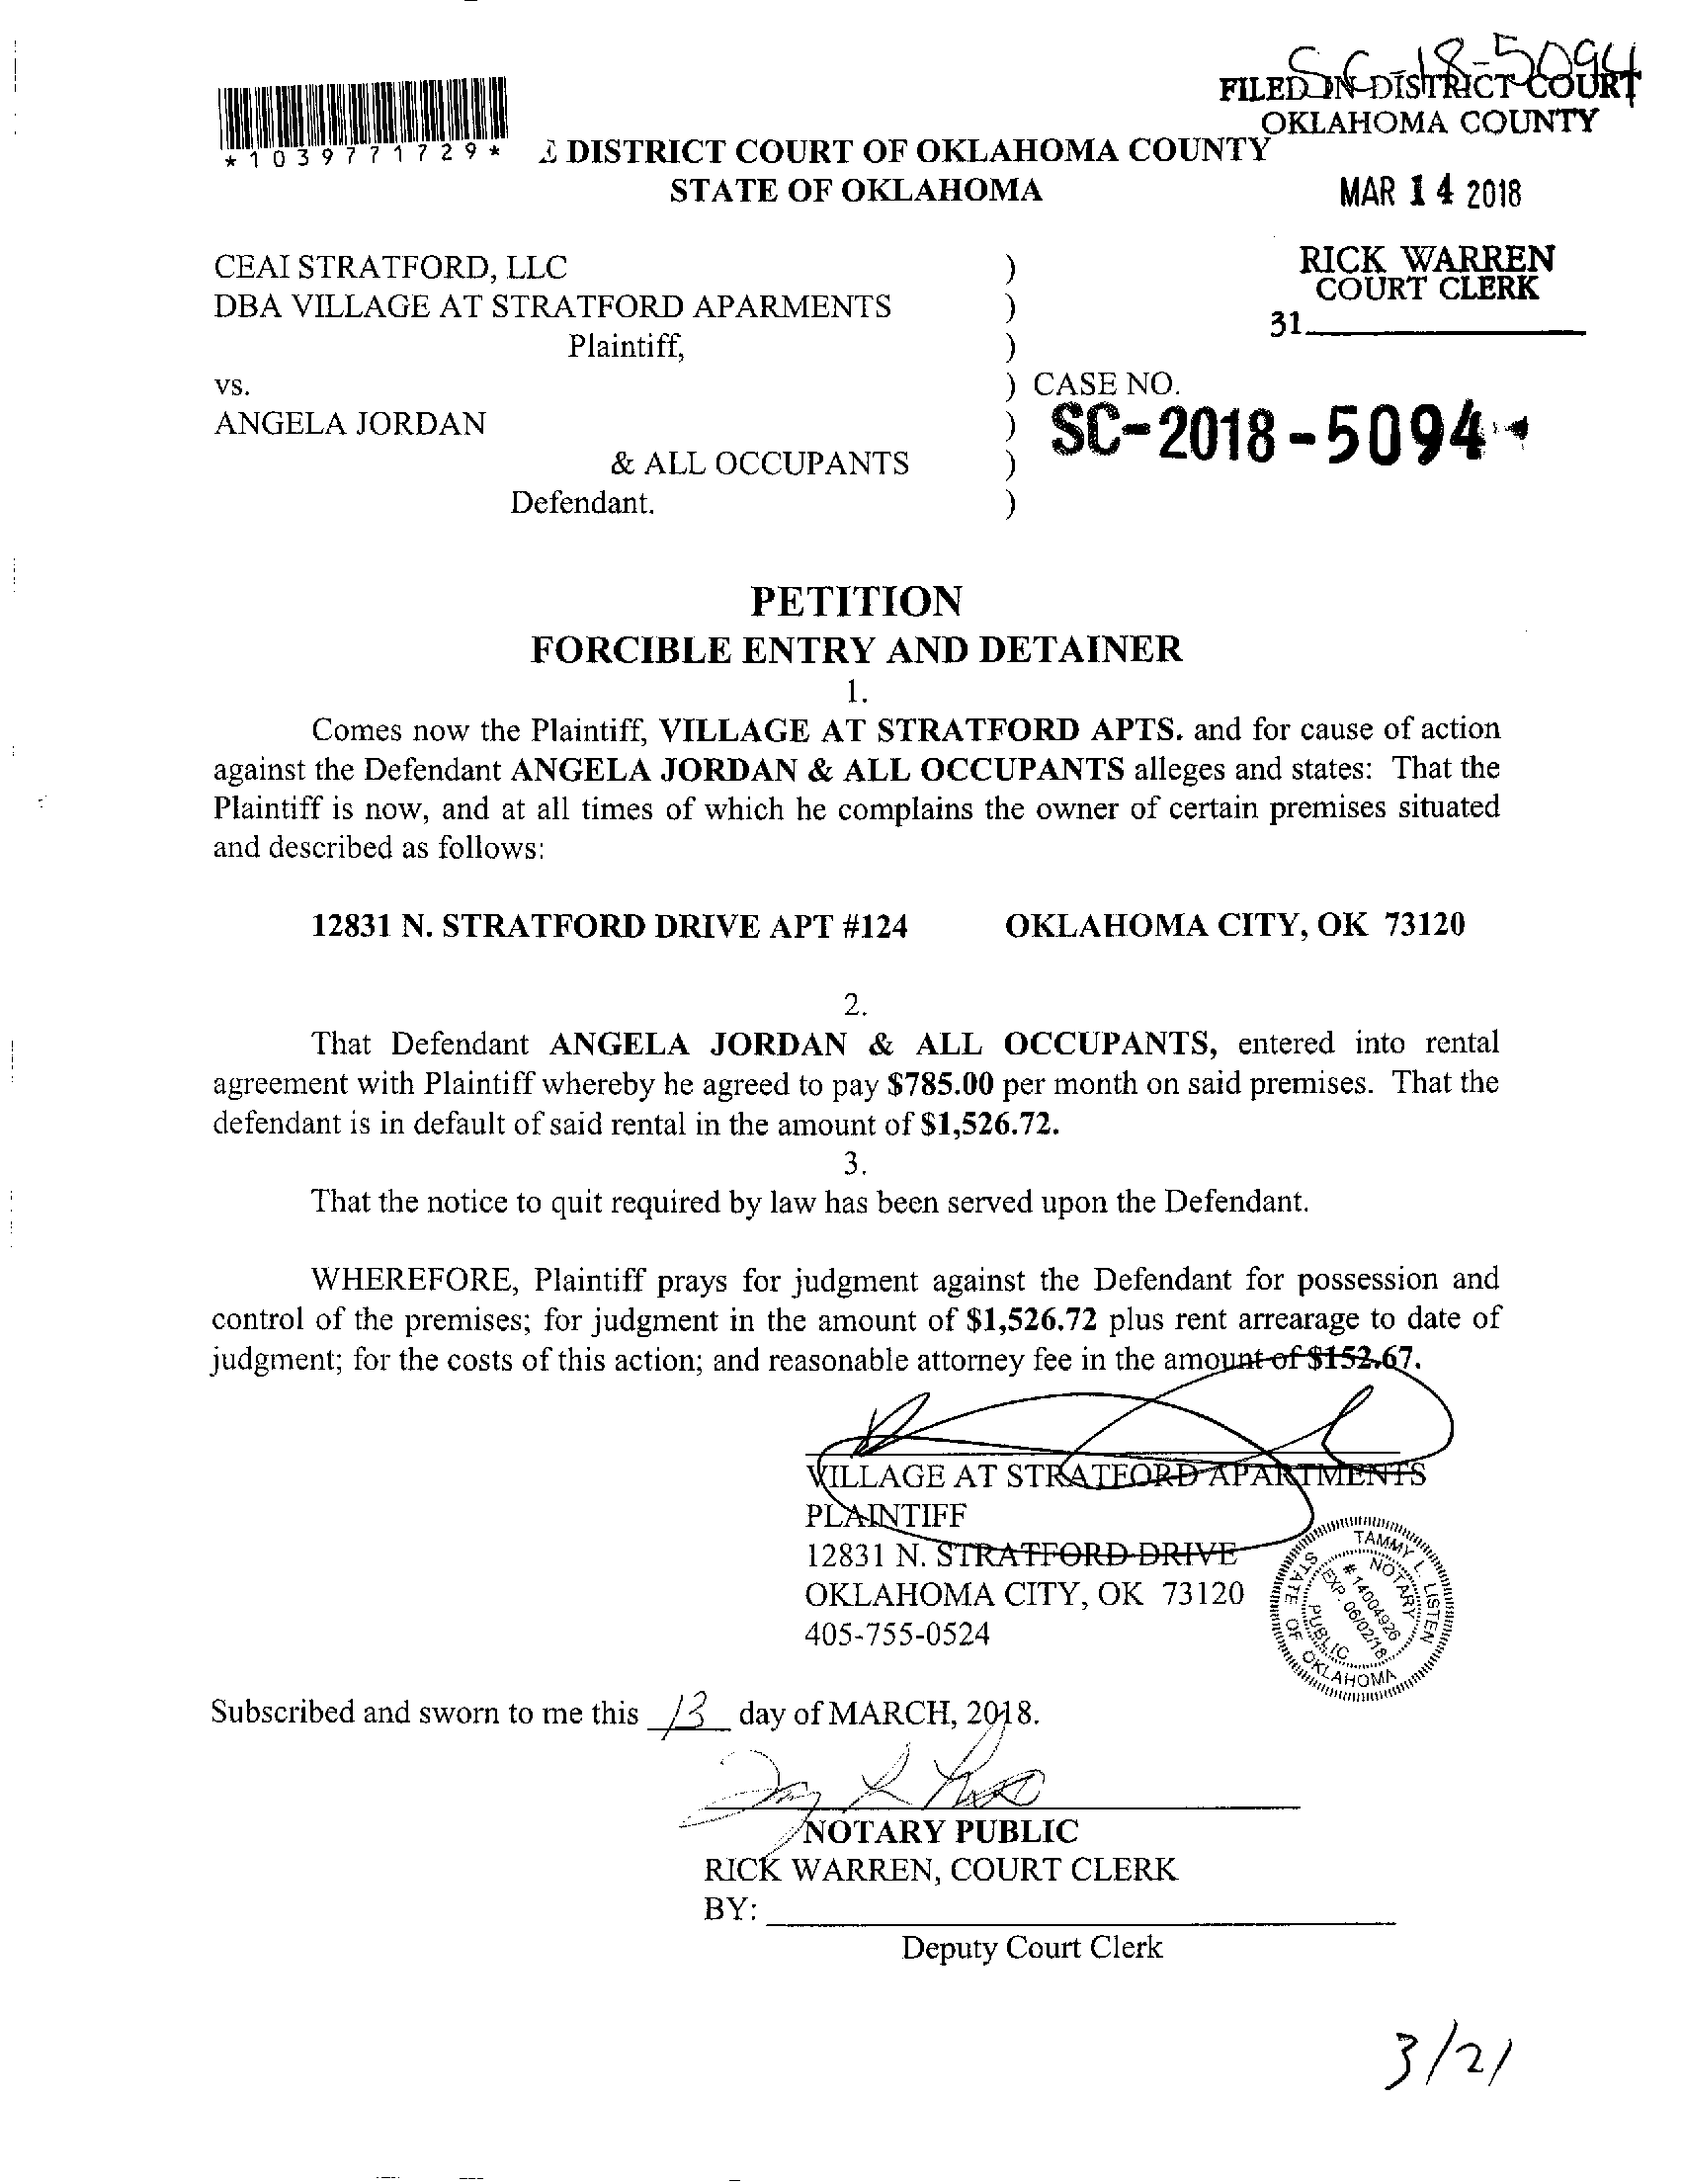 SC-18-5094
FILED IN DISTRICT COURT
OKLAHOMA COUNTY
*1039771729*
DISTRICT COURT OF OKLAHOMA COUNTY
STATE OF OKLAHOMA
MAR 14 2018
RICK WARREN
COURT CLERK
31
CEAI STRATFORD, LLC )
DBA VILLAGE AT STRATFORD APARMENTS )
Plaintiff, )
vs. ) CASE NO.
ANGELA JORDAN ) SC-2018-5094
& ALL OCCUPANTS )
Defendant. )
PETITION
FORCIBLE ENTRY AND DETAINER
1.
Comes now the Plaintiff, VILLAGE AT STRATFORD APTS. and for cause of action
against the Defendant ANGELA JORDAN & ALL OCCUPANTS alleges and states: That the
Plaintiff is now, and at all times of which he complains the owner of certain premises situated
and described as follows:
12831 N. STRATFORD DRIVE APT #124 OKLAHOMA CITY, OK 73120
2.
That Defendant ANGELA JORDAN & ALL OCCUPANTS, entered into rental
agreement with Plaintiff whereby he agreed to pay $785.00 per month on said premises. That the
defendant is in default of said rental in the amount of $1,526.72.
3.
That the notice to quit required by law has been served upon the Defendant.
WHEREFORE, Plaintiff prays for judgment against the Defendant for possession and
control of the premises; for judgment in the amount of $1,526.72 plus rent arrearage to date of
judgment; for the costs of this action; and reasonable attorney fee in the amount of $152.67.
VILLAGE AT STRATFORD APARTMENTS
PLAINTIFF
12831 N. STRATFORD DRIVE
OKLAHOMA CITY, OK 73120
405-755-0524
TAMMY L. LISTEN
NOTARY PUBLIC
# 14004926
EXP. 06/02/18
STATE OF OKLAHOMA
Subscribed and sworn to me this 13 day of MARCH, 2018.
NOTARY PUBLIC
RICK WARREN, COURT CLERK
BY:
Deputy Court Clerk
3/21